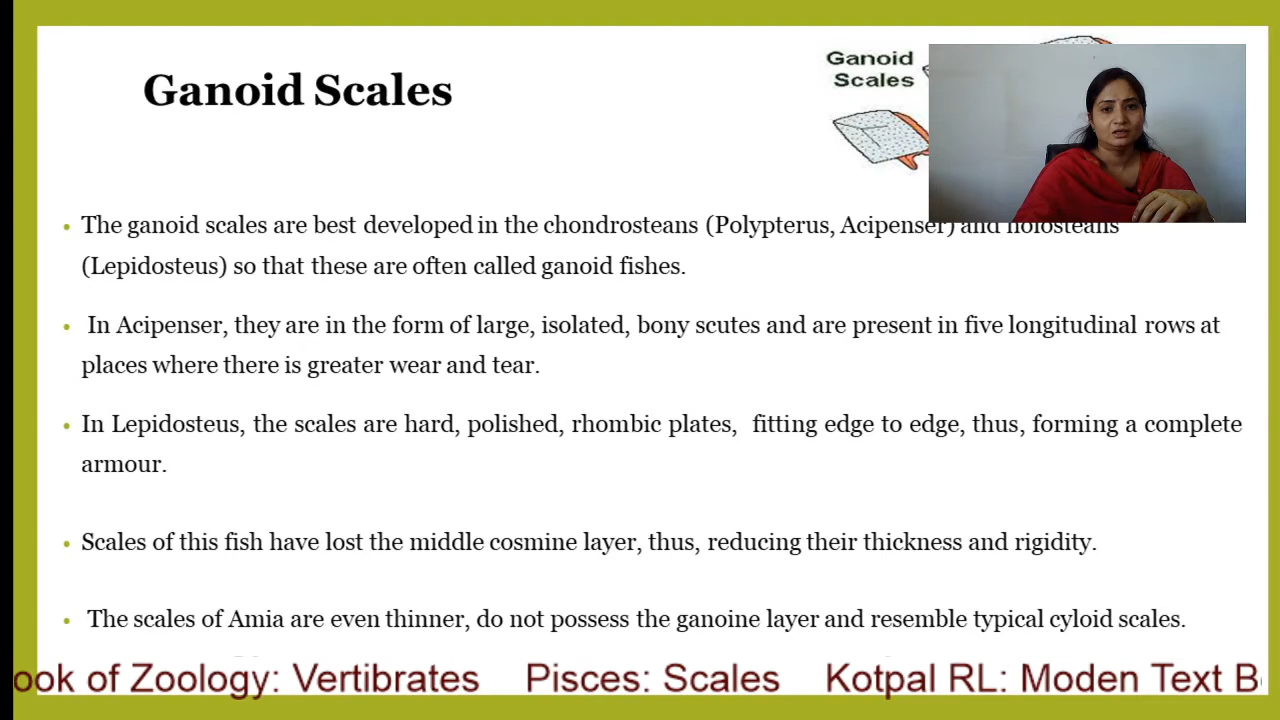 Ganoid Scales
Ganoid
Scales
• The ganoid scales are best developed in the chondrosteans (Polypterus, Acipenser) and holosteans
(Lepidosteus) so that these are often called ganoid fishes.
• In Acipenser, they are in the form of large, isolated, bony scutes and are present in five longitudinal rows at
places where there is greater wear and tear.
• In Lepidosteus, the scales are hard, polished, rhombic plates, fitting edge to edge, thus, forming a complete
armour.
• Scales of this fish have lost the middle cosmine layer, thus, reducing their thickness and rigidity.
• The scales of Amia are even thinner, do not possess the ganoine layer and resemble typical cyloid scales.
ook of Zoology: Vertibrates Pisces: Scales Kotpal RL: Moden Text B